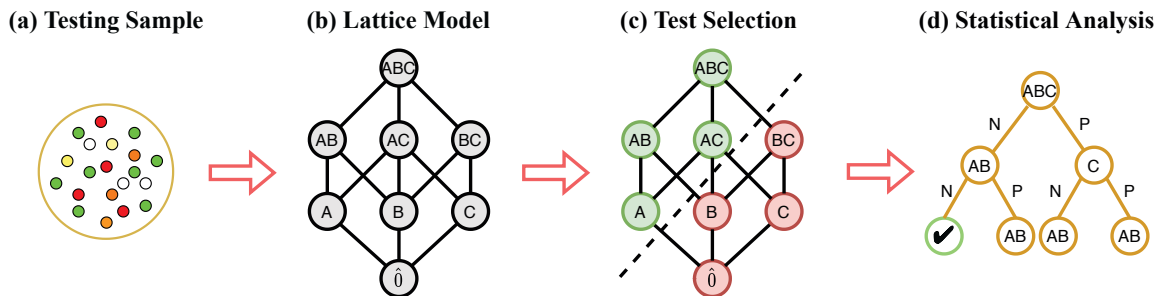 (a) Testing Sample
(b) Lattice Model
(c) Test Selection
(d) Statistical Analysis
ABC
AB AC BC
A B C
0̂
ABC
AB AC BC
A B C
0̂
ABC
N P
AB C
N P N P
✔ AB AB AB